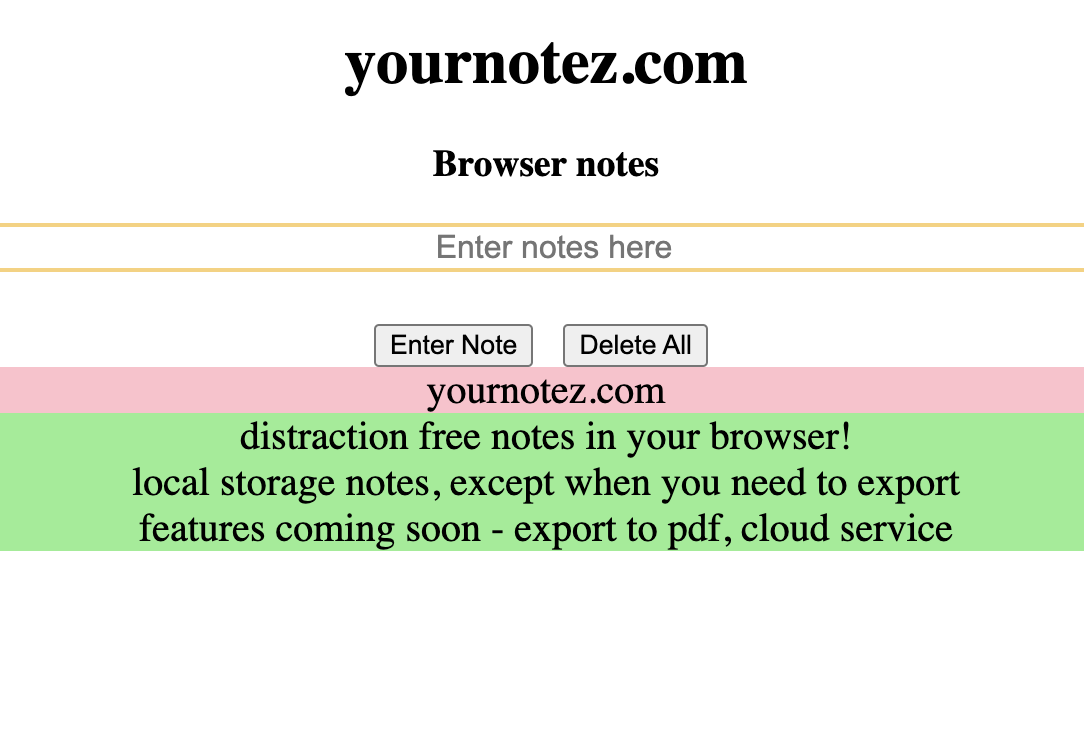 yournotez.com
Browser notes
Enter notes here
Enter Note Delete All
yournotez.com
distraction free notes in your browser!
local storage notes, except when you need to export
features coming soon - export to pdf, cloud service